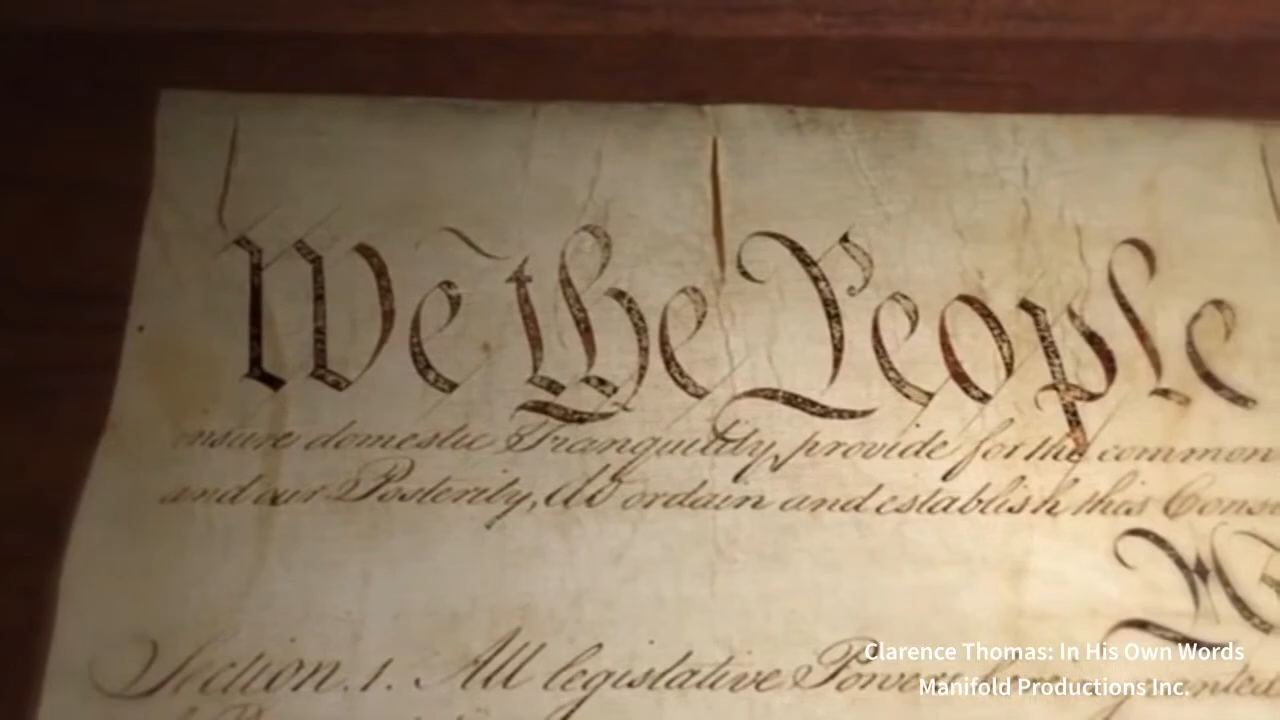 We the People
insure domestic Tranquility, provide for the common
and our Posterity, do ordain and establish this Const
Section. 1. All legislative Powers
Clarence Thomas: In His Own Words
Manifold Productions Inc.